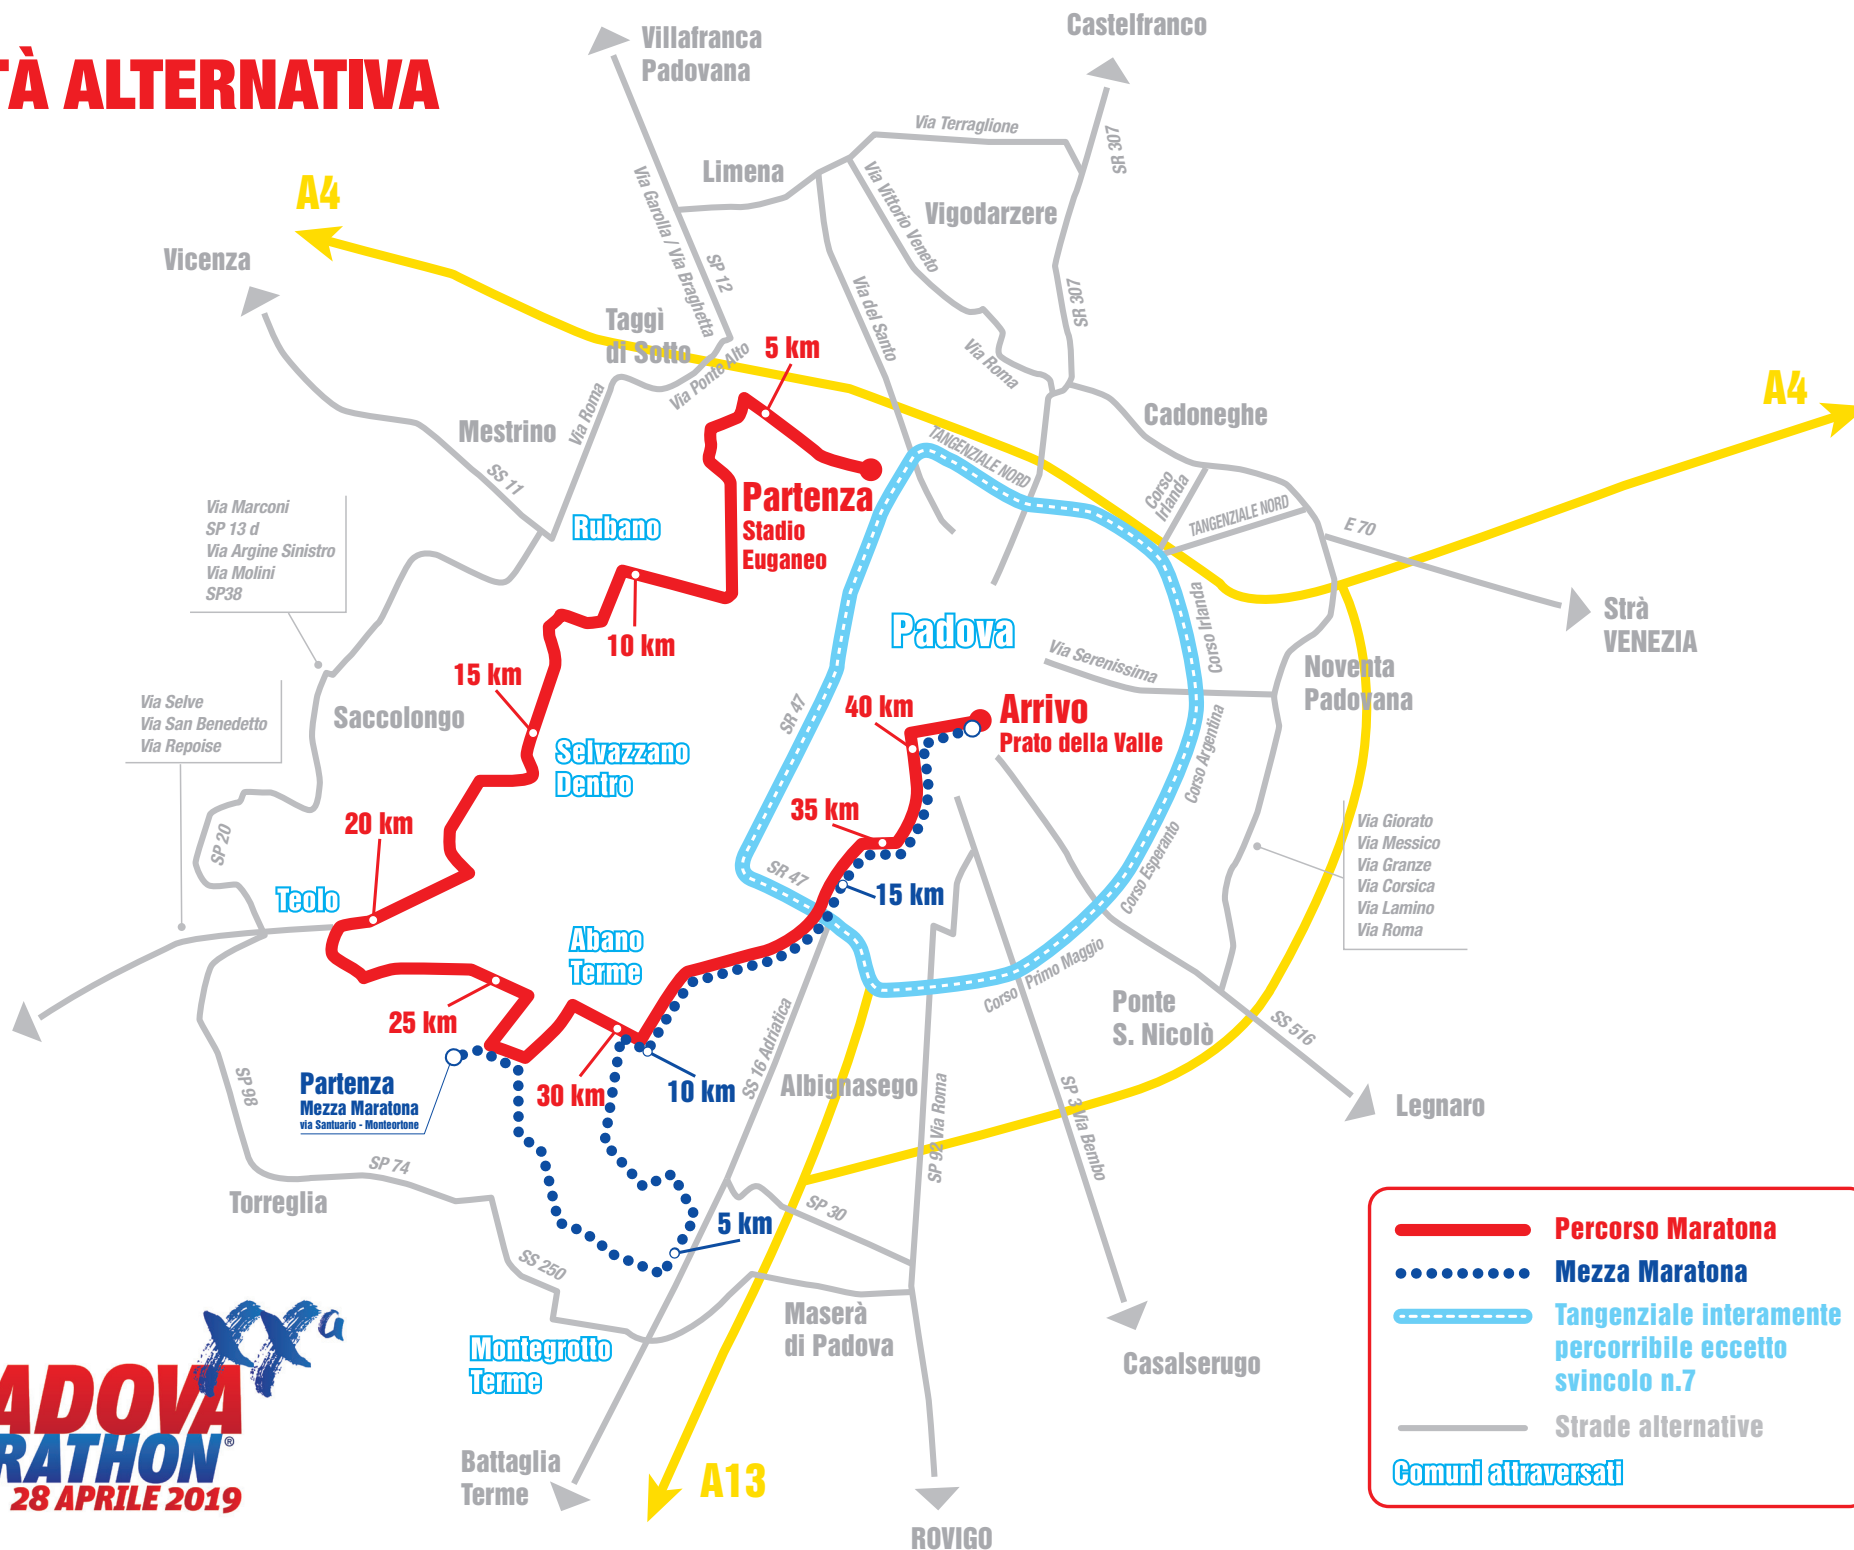 TÀ ALTERNATIVA
Villafranca
Padovana
Castelfranco
Via Terraglione
SR 307
Limena
A4
Via Garolla / Via Braghetta
SP 12
Via Vittorio Veneto
Vigodarzere
Vicenza
Via del Santo
SR 307
Taggì
di Sotto
Via Ponte Alto
5 km
Via Roma
A4
Mestrino
Via Roma
SS 11
Cadoneghe
TANGENZIALE NORD
Corso
Irlanda
TANGENZIALE NORD
E 70
Via Marconi
SP 13 d
Via Argine Sinistro
Via Molini
SP38
Rubano
Partenza
Stadio
Euganeo
Padova
Corso Irlanda
Strà
VENEZIA
10 km
15 km
Via Serenissima
Noventa
Padovana
Via Selve
Via San Benedetto
Via Repoise
Saccolongo
SR 47
40 km
Arrivo
Prato della Valle
Corso Argentina
Selvazzano
Dentro
20 km
35 km
SP 20
SR 47
15 km
Corso Esperanto
Via Giorato
Via Messico
Via Granze
Via Corsica
Via Lamino
Via Roma
Teolo
Abano
Terme
Corso Primo Maggio
25 km
Ponte
S. Nicolò
SS 516
SP 98
Partenza
Mezza Maratona
via Santuario - Monteortone
30 km
10 km
SS 16 Adriatica
Albignasego
SP 92 Via Roma
SP 3 Via Bembo
Legnaro
SP 74
Torreglia
5 km
SP 30
SS 250
Percorso Maratona
Mezza Maratona
Tangenziale interamente
percorribile eccetto
svincolo n.7
Strade alternative
Comuni attraversati
Maserà
di Padova
Montegrotto
Terme
Casalserugo
XXa
ADOVA
RATHON®
28 APRILE 2019
Battaglia
Terme
A13
ROVIGO